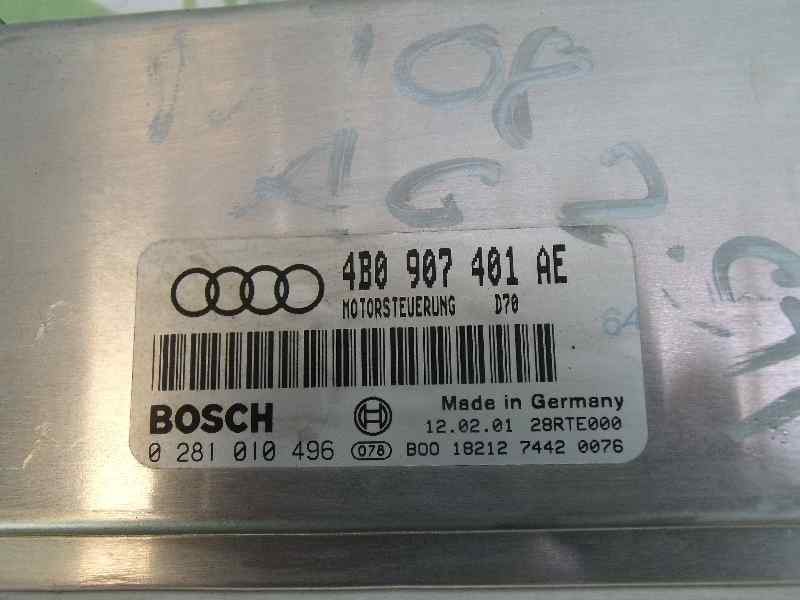 4B0 907 401 AE
MOTORSTEUERUNG D70
BOSCH
Made in Germany
12.02.01 28RTE000
0 281 010 496 078 B00 18212 7442 0076
64